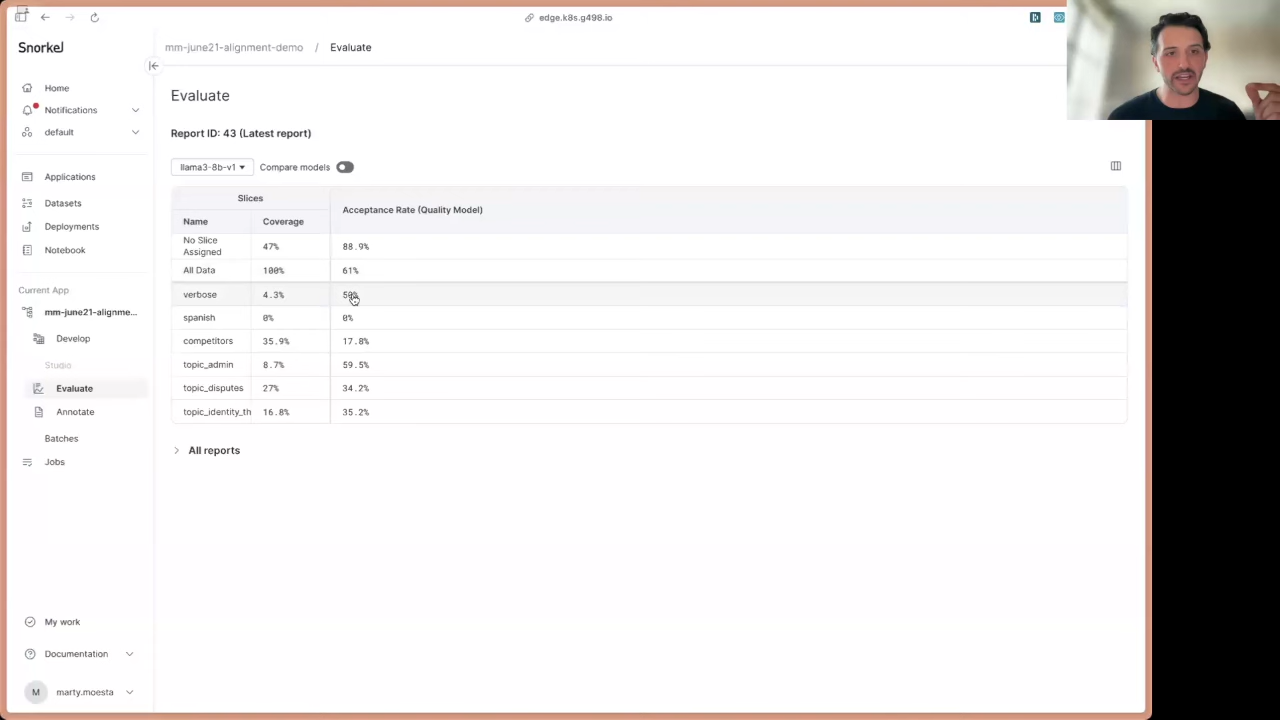 edge.k8s.g498.io
Snorkel
mm-june21-alignment-demo / Evaluate
Home
Notifications
default
Applications
Datasets
Deployments
Notebook
Current App
mm-june21-alignme...
Develop
Studio
Evaluate
Annotate
Batches
Jobs
My work
Documentation
M marty.moesta
Evaluate
Report ID: 43 (Latest report)
llama3-8b-v1 Compare models
Slices
Name Coverage Acceptance Rate (Quality Model)
No Slice
Assigned 47% 88.9%
All Data 100% 61%
verbose 4.3%
spanish 0% 0%
competitors 35.9% 17.8%
topic_admin 8.7% 59.5%
topic_disputes 27% 34.2%
topic_identity_th 16.8% 35.2%
All reports